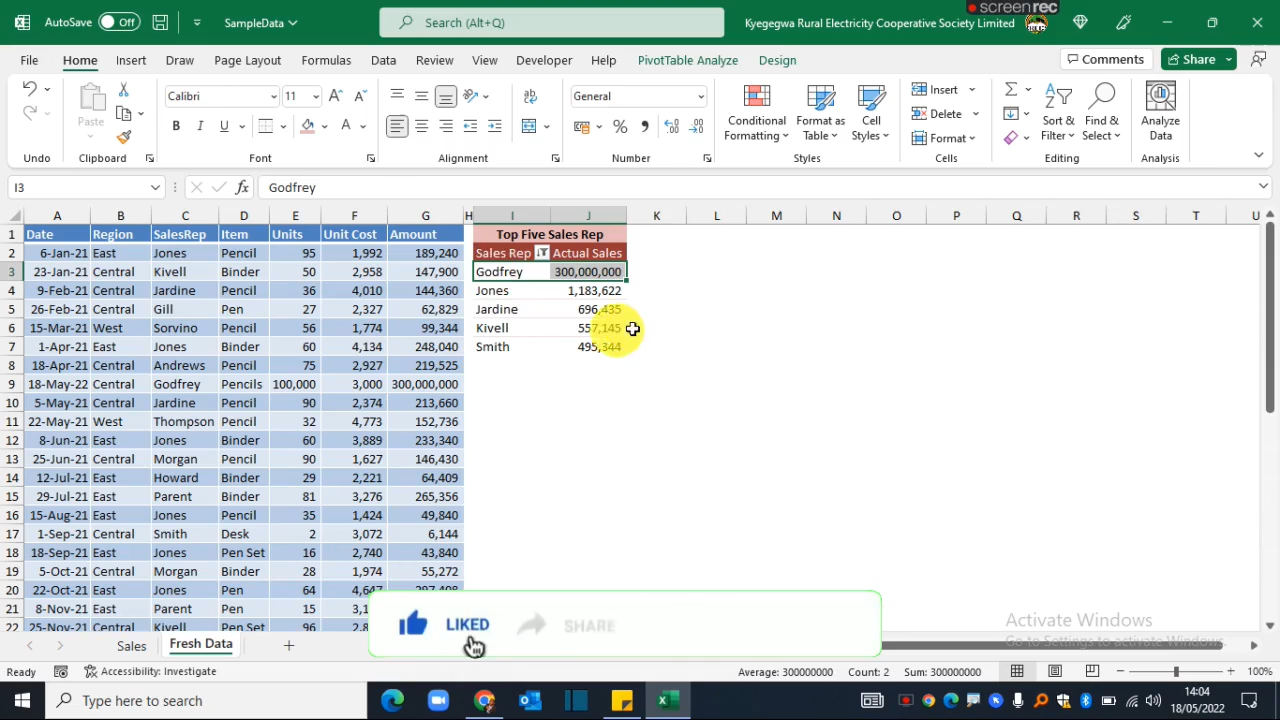 screenrec
AutoSwa Off SampleData Search (Alt+Q) Kyegegwa Rural Electricity Cooperative Society Limited
File Home Insert Draw Page Layout Formulas Data Review View Developer Help PivotTable Analyze Design Comments Share
Calibri 11 General Insert
Paste Delete
B I U Conditional Formatting Format as Table Cell Styles Format Sort & Filter Find & Select Analyze Data
Undo Clipboard Font Alignment Number Styles Cells Editing Analysis
I3 fx Godfrey
A B C D E F G H I J K L M N O P Q R S T U
1 Date Region SalesRep Item Units Unit Cost Amount Top Five Sales Rep
2 6-Jan-21 East Jones Pencil 95 1,992 189,240 Sales Rep Actual Sales
3 23-Jan-21 Central Kivell Binder 50 2,958 147,900 Godfrey 300,000,000
4 9-Feb-21 Central Jardine Pencil 36 4,010 144,360 Jones 1,183,622
5 26-Feb-21 Central Gill Pen 27 2,327 62,829 Jardine 696,435
6 15-Mar-21 West Sorvino Pencil 56 1,774 99,344 Kivell 557,145
7 1-Apr-21 East Jones Binder 60 4,134 248,040 Smith 495,344
8 18-Apr-21 Central Andrews Pencil 75 2,927 219,525
9 18-May-22 Central Godfrey Pencils 100,000 3,000 300,000,000
10 5-May-21 Central Jardine Pencil 90 2,374 213,660
11 22-May-21 West Thompson Pencil 32 4,773 152,736
12 8-Jun-21 East Jones Binder 60 3,889 233,340
13 25-Jun-21 Central Morgan Pencil 90 1,627 146,430
14 12-Jul-21 East Howard Binder 29 2,221 64,409
15 29-Jul-21 East Parent Binder 81 3,276 265,356
16 15-Aug-21 East Jones Pencil 35 1,424 49,840
17 1-Sep-21 Central Smith Desk 2 3,072 6,144
18 18-Sep-21 East Jones Pen Set 16 2,740 43,840
19 5-Oct-21 Central Morgan Binder 28 1,974 55,272
20 22-Oct-21 East Jones Pen 64
21 8-Nov-21 East Parent Pen 15
22 25-Nov-21 Central Kivell Pen Set 96
LIKED SHARE
Activate Windows
Go to Settings to activate Windows.
Sales Fresh Data
Ready Accessibility: Investigate Average: 300000000 Count: 2 Sum: 300000000 100%
Type here to search 14:04
18/05/2022